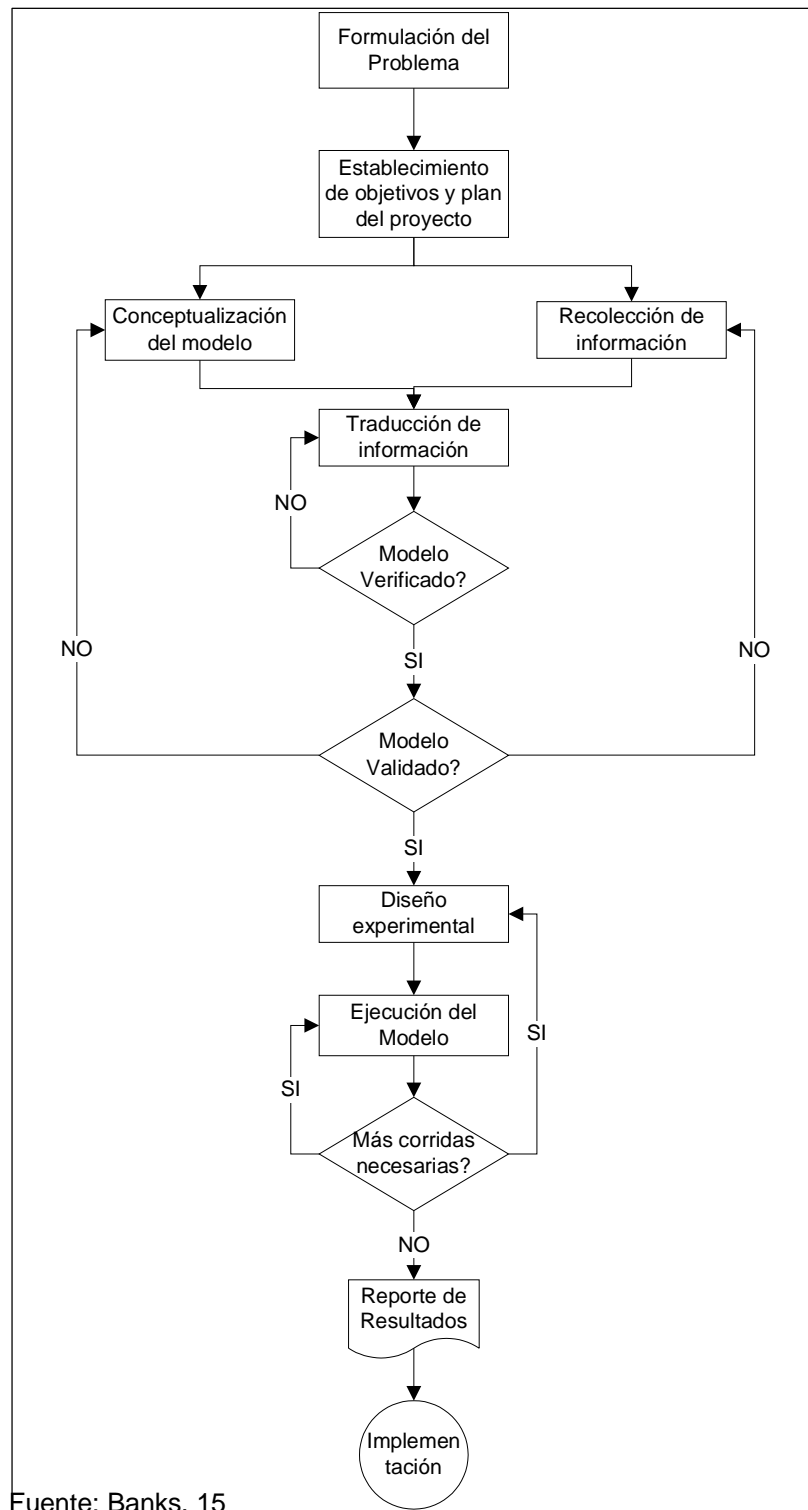 Formulación del
Problema
Establecimiento
de objetivos y plan
del proyecto
Conceptualización
del modelo
Recolección de
información
Traducción de
información
NO
Modelo
Verificado?
SI
NO
NO
Modelo
Validado?
SI
Diseño
experimental
Ejecución del
Modelo
SI
SI
Más corridas
necesarias?
NO
Reporte de
Resultados
Implemen
tación
Fuente: Banks, 15